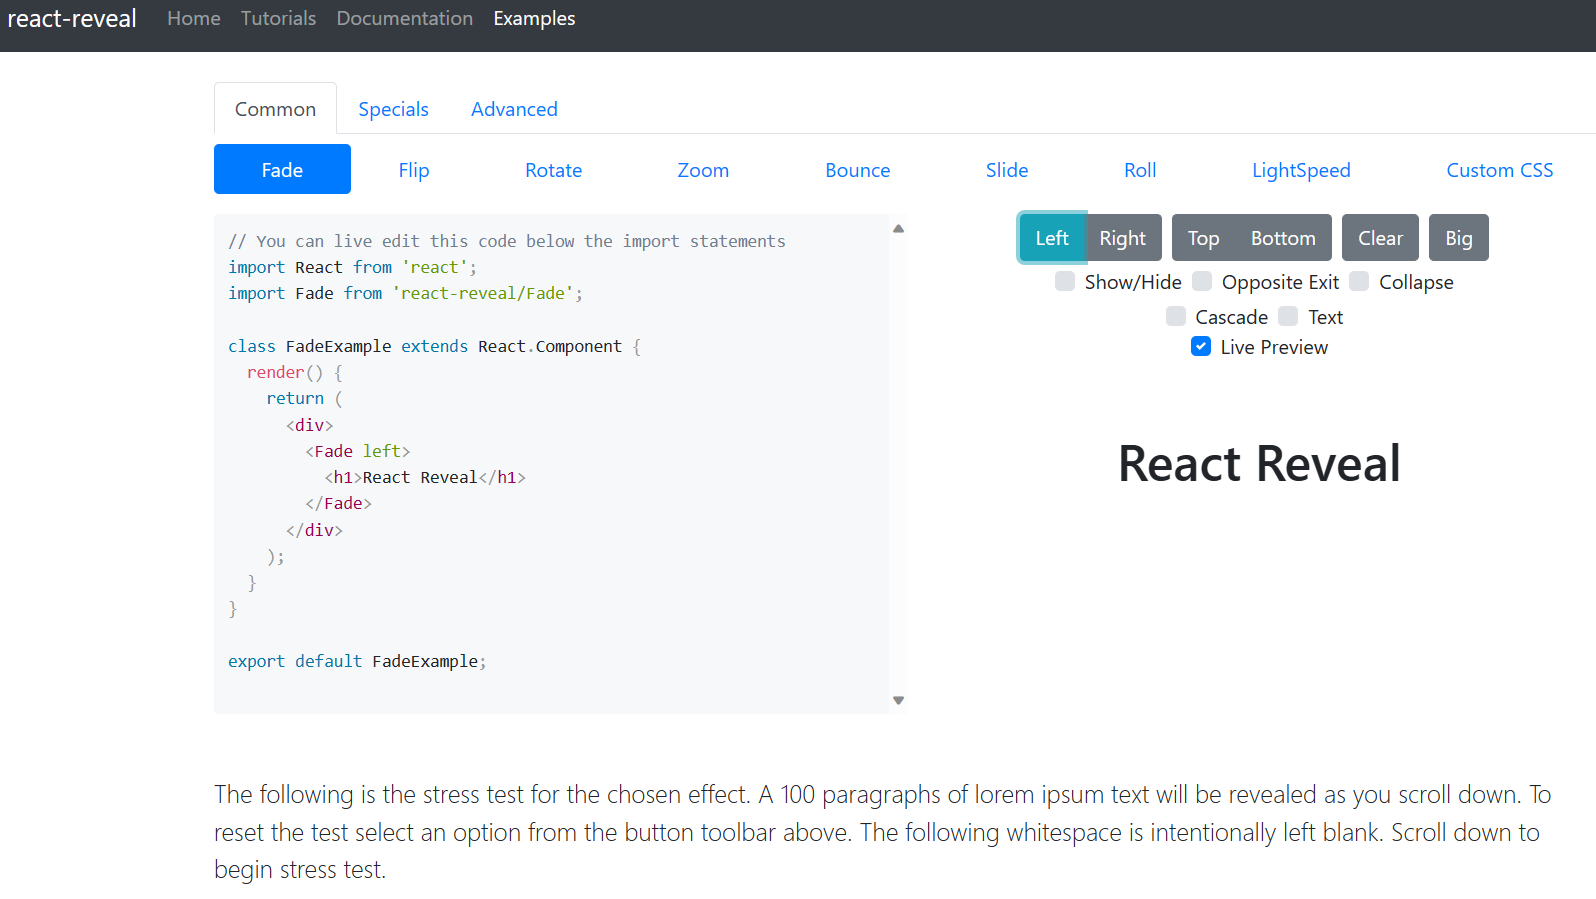 react-reveal Home Tutorials Documentation Examples
Common Specials Advanced
Fade Flip Rotate Zoom Bounce Slide Roll LightSpeed Custom CSS
// You can live edit this code below the import statements
import React from 'react';
import Fade from 'react-reveal/Fade';
class FadeExample extends React.Component {
  render() {
    return (
      <div>
        <Fade left>
          <h1>React Reveal</h1>
        </Fade>
      </div>
    );
  }
}
export default FadeExample;
Left Right Top Bottom Clear Big
Show/Hide Opposite Exit Collapse
Cascade Text
Live Preview
React Reveal
The following is the stress test for the chosen effect. A 100 paragraphs of lorem ipsum text will be revealed as you scroll down. To
reset the test select an option from the button toolbar above. The following whitespace is intentionally left blank. Scroll down to
begin stress test.